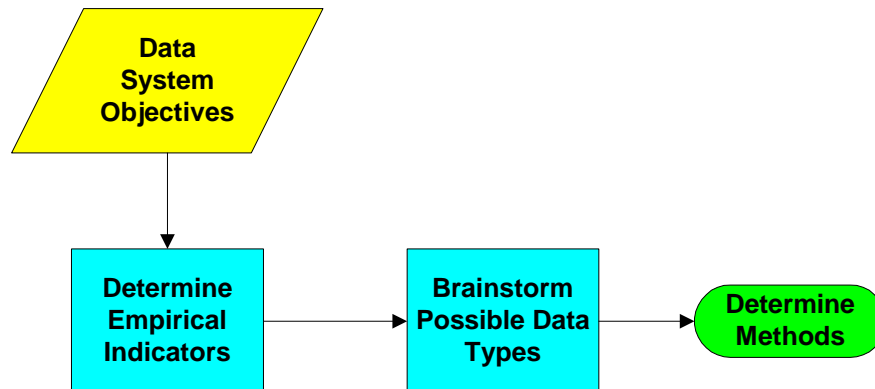 Data
System
Objectives
Determine
Empirical
Indicators
Brainstorm
Possible Data
Types
Determine
Methods